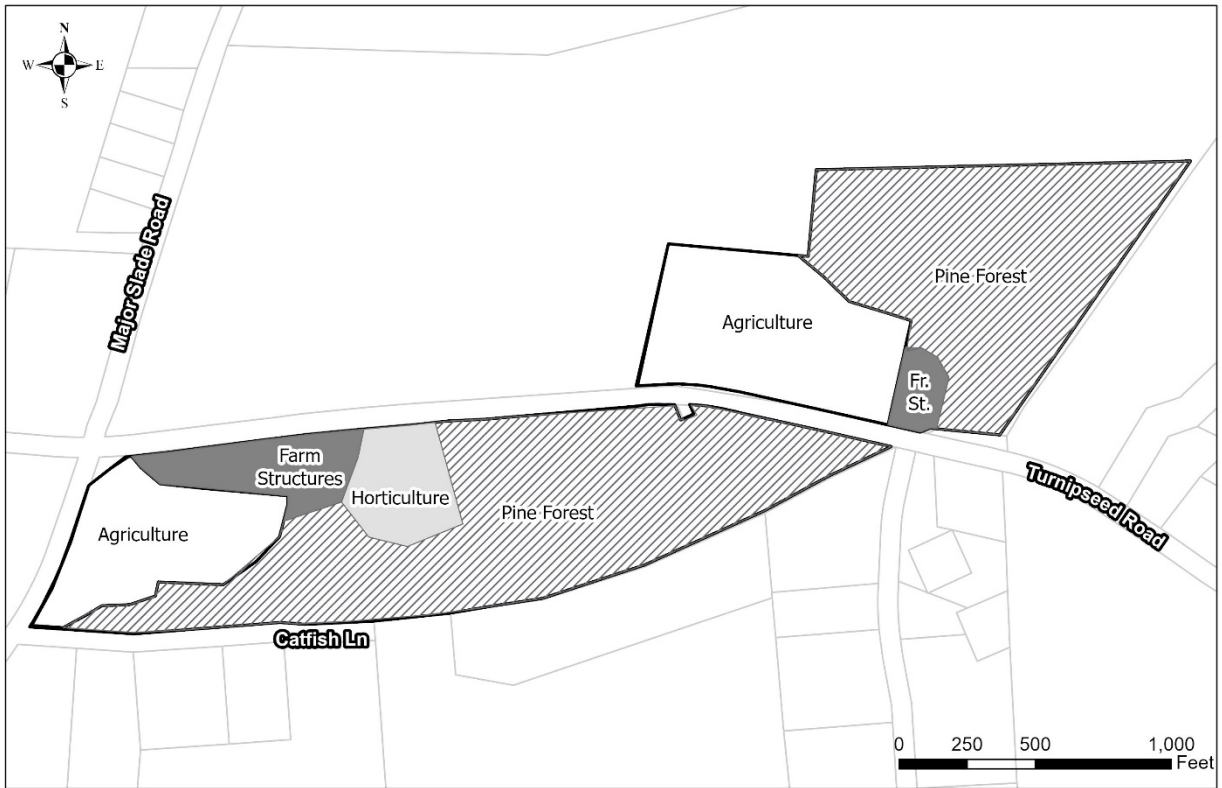 N
W E
S
Major Slade Road
Pine Forest
Agriculture
Fr.
St.
Farm
Structures
Horticulture
Pine Forest
Agriculture
Turnipseed Road
Catfish Ln
0 250 500 1,000
Feet